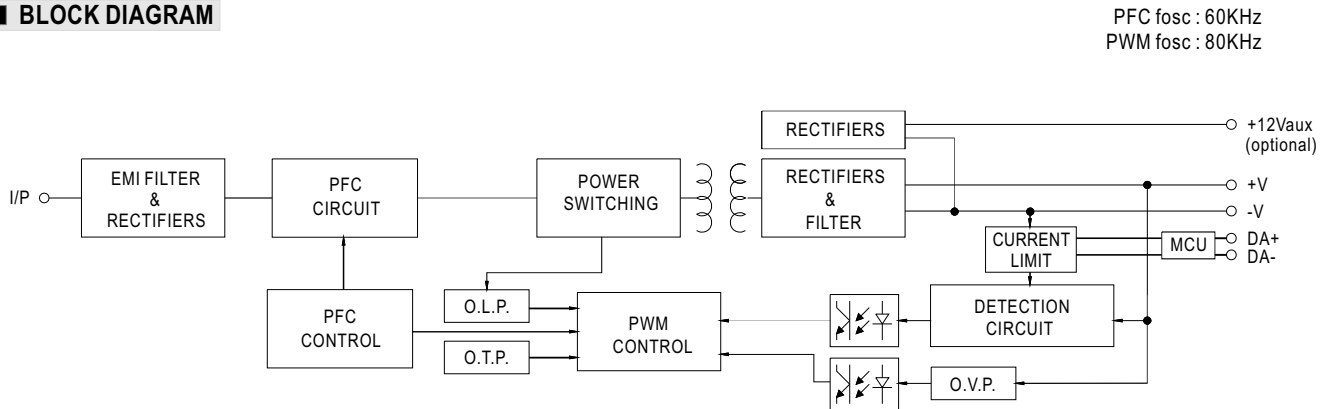 BLOCK DIAGRAM
PFC fosc : 60KHz
PWM fosc : 80KHz
RECTIFIERS
+12Vaux
(optional)
I/P
EMI FILTER
&
RECTIFIERS
PFC
CIRCUIT
POWER
SWITCHING
RECTIFIERS
&
FILTER
+V
-V
CURRENT
LIMIT
MCU
DA+
DA-
PFC
CONTROL
O.L.P.
O.T.P.
PWM
CONTROL
DETECTION
CIRCUIT
O.V.P.